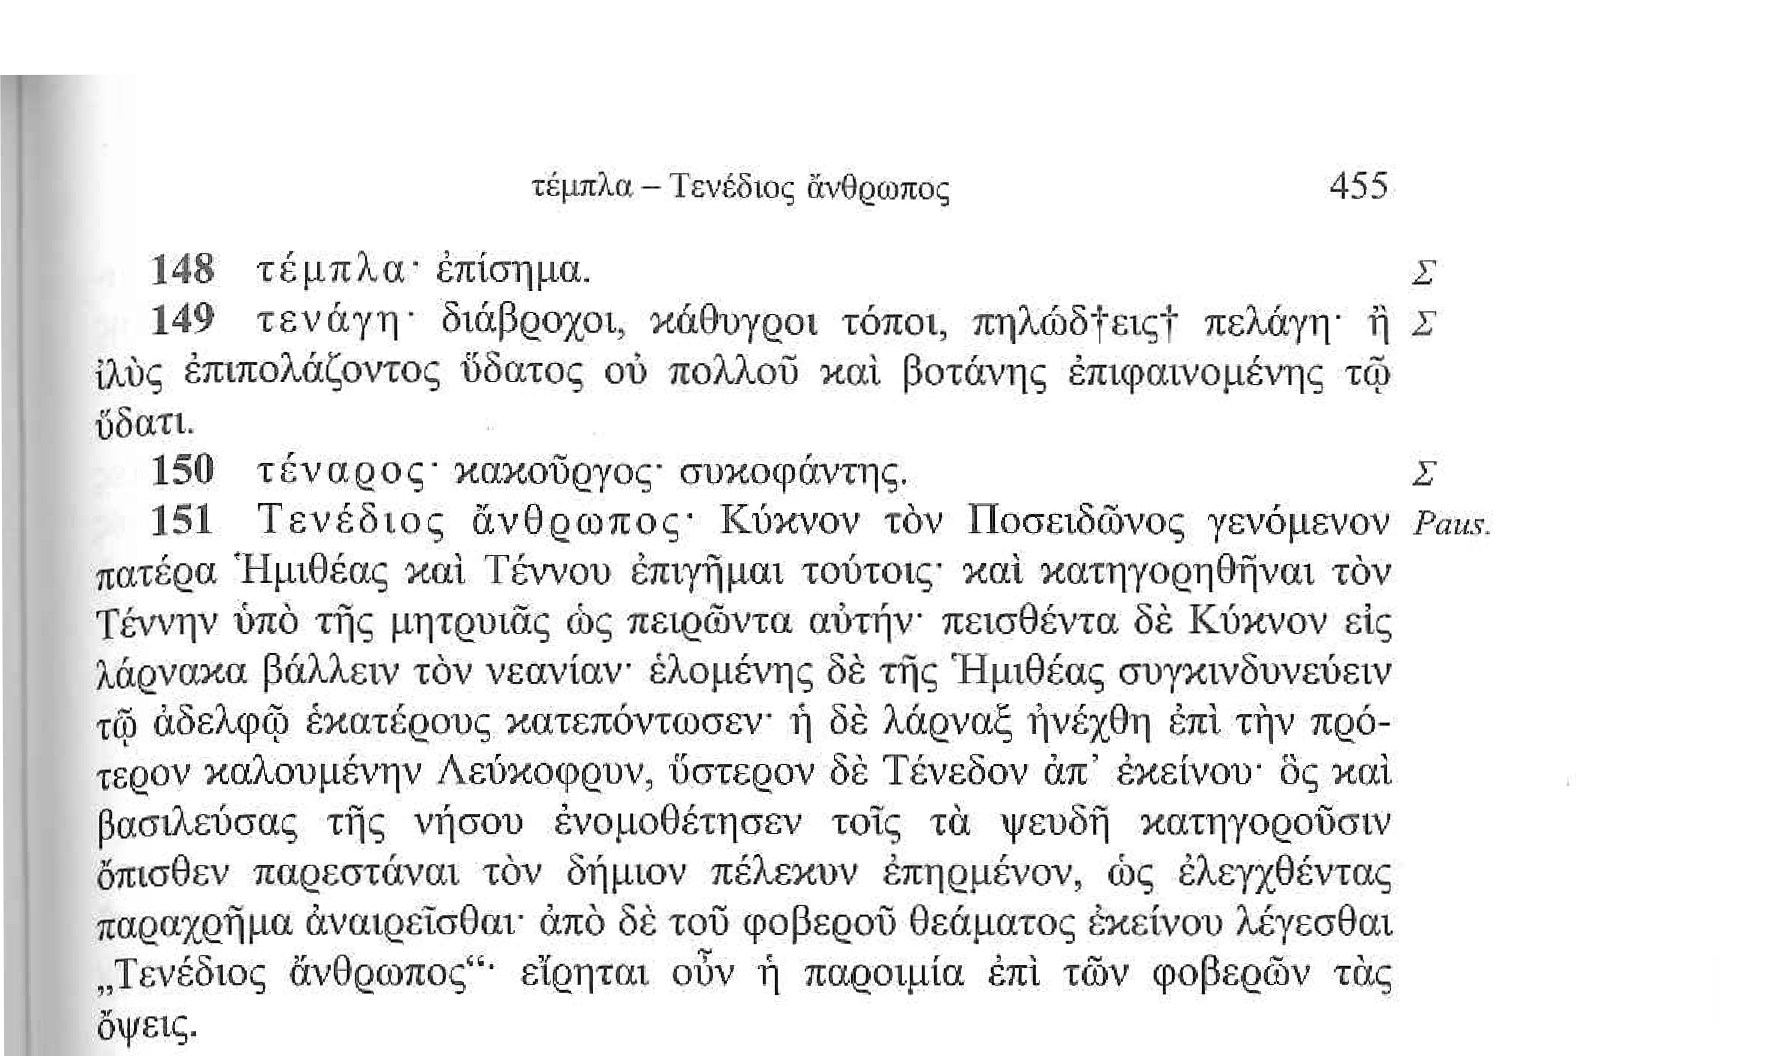 τέμπλα – Τενέδιος ἄνθρωπος 455
148 τέμπλα· ἐπίσημα. Σ
149 τενάγη· διάβροχοι, κάθυγροι τόποι, πηλώδ†εις† πελάγη· ἢ Σ
ἰλὺς ἐπιπολάζοντος ὕδατος οὐ πολλοῦ καὶ βοτάνης ἐπιφαινομένης τῷ
ὕδατι.
150 τέναρος· κακοῦργος· συκοφάντης. Σ
151 Τενέδιος ἄνθρωπος· Κύκνον τὸν Ποσειδῶνος γενόμενον Paus.
πατέρα Ἡμιθέας καὶ Τέννου ἐπιγῆμαι τούτοις· καὶ κατηγορηθῆναι τὸν
Τέννην ὑπὸ τῆς μητρυιᾶς ὡς πειρῶντα αὐτήν· πεισθέντα δὲ Κύκνον εἰς
λάρνακα βάλλειν τὸν νεανίαν· ἑλομένης δὲ τῆς Ἡμιθέας συγκινδυνεύειν
τῷ ἀδελφῷ ἑκατέρους κατεπόντωσεν· ἡ δὲ λάρναξ ἠνέχθη ἐπὶ τὴν πρό-
τερον καλουμένην Λεύκοφρυν, ὕστερον δὲ Τένεδον ἀπ’ ἐκείνου· ὃς καὶ
βασιλεύσας τῆς νήσου ἐνομοθέτησεν τοῖς τὰ ψευδῆ κατηγοροῦσιν
ὄπισθεν παρεστάναι τὸν δήμιον πέλεκυν ἐπηρμένον, ὡς ἐλεγχθέντας
παραχρῆμα ἀναιρεῖσθαι· ἀπὸ δὲ τοῦ φοβεροῦ θεάματος ἐκείνου λέγεσθαι
„Τενέδιος ἄνθρωπος“· εἴρηται οὖν ἡ παροιμία ἐπὶ τῶν φοβερῶν τὰς
ὄψεις.